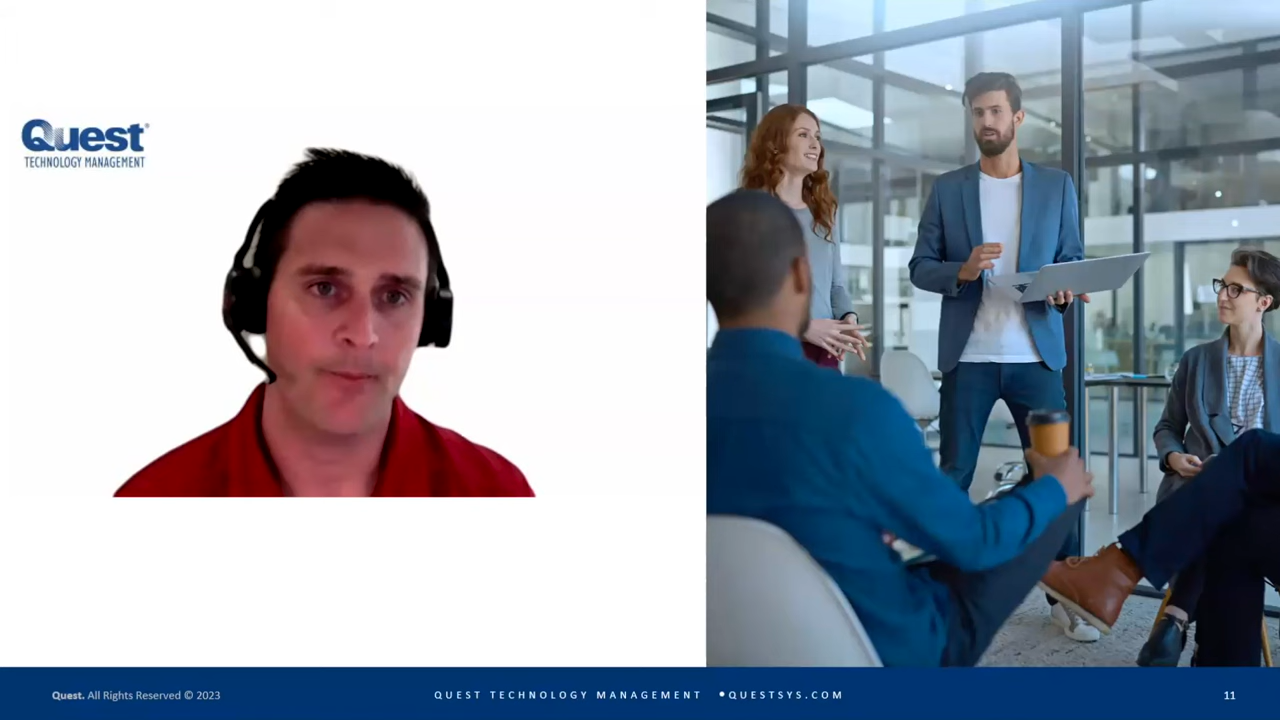 Quest®
TECHNOLOGY MANAGEMENT
Quest. All Rights Reserved © 2023
QUEST TECHNOLOGY MANAGEMENT •QUESTSYS.COM
11